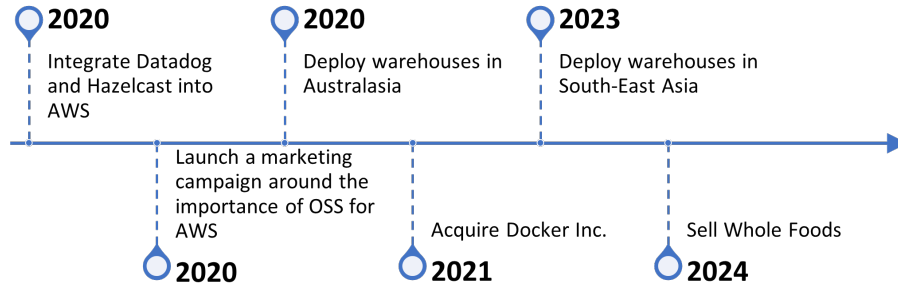 2020
Integrate Datadog
and Hazelcast into
AWS
2020
Deploy warehouses in
Australasia
2023
Deploy warehouses in
South-East Asia
Launch a marketing
campaign around the
importance of OSS for
AWS
2020
Acquire Docker Inc.
2021
Sell Whole Foods
2024